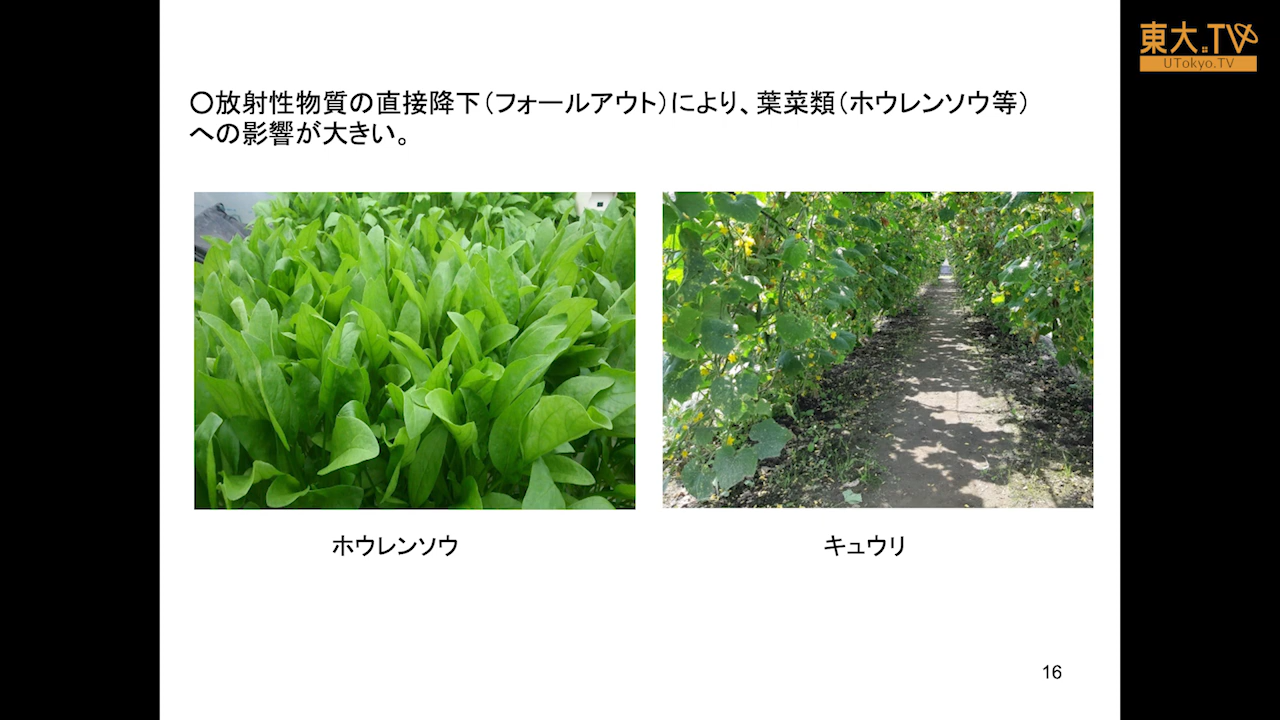 東大.TV
UTokyo.TV
〇放射性物質の直接降下（フォールアウト）により、葉菜類（ホウレンソウ等）
への影響が大きい。
ホウレンソウ
キュウリ
16